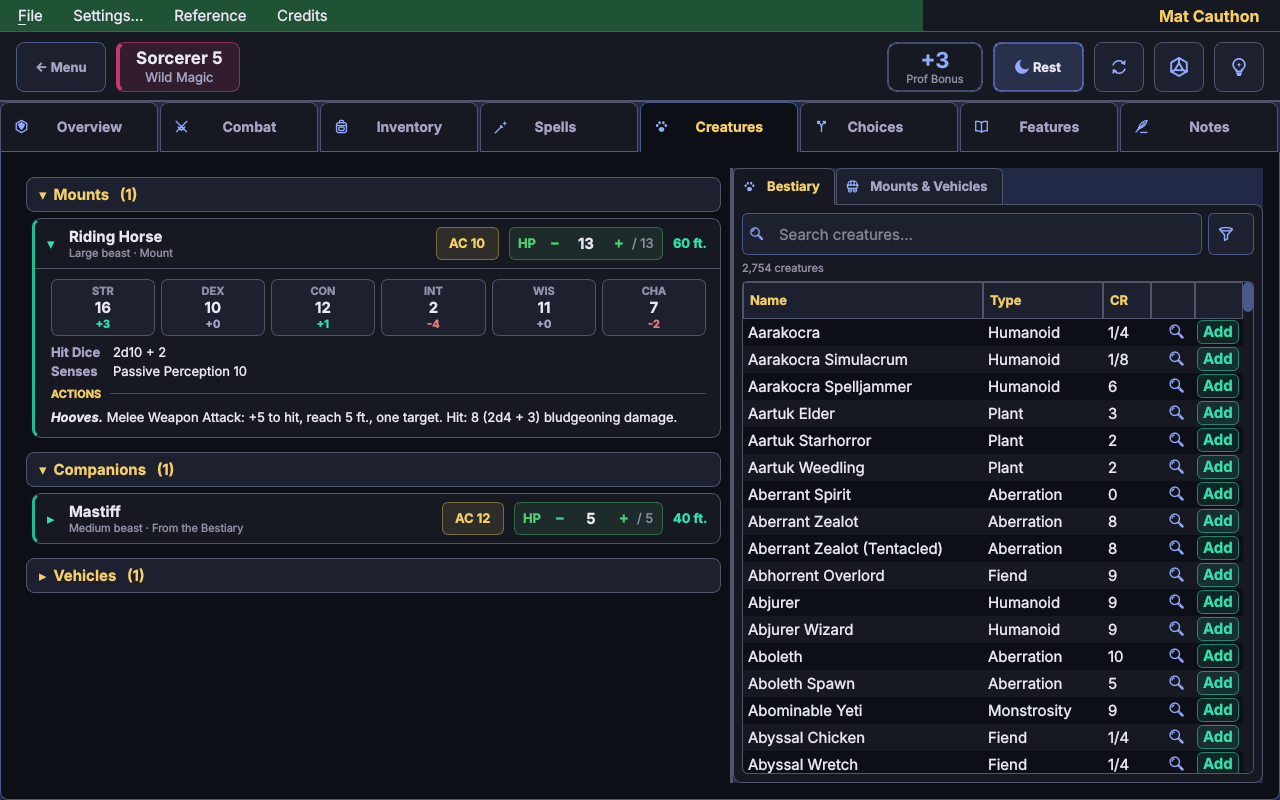 File Settings... Reference Credits Mat Cauthon
← Menu
Sorcerer 5
Wild Magic
+3
Prof Bonus
Rest
Overview Combat Inventory Spells Creatures Choices Features Notes
▾ Mounts (1)
▾ Riding Horse
Large beast · Mount
AC 10 HP − 13 + / 13 60 ft.
STR DEX CON INT WIS CHA
16 10 12 2 11 7
+3 +0 +1 -4 +0 -2
Hit Dice 2d10 + 2
Senses Passive Perception 10
ACTIONS
Hooves. Melee Weapon Attack: +5 to hit, reach 5 ft., one target. Hit: 8 (2d4 + 3) bludgeoning damage.
▾ Companions (1)
▸ Mastiff
Medium beast · From the Bestiary
AC 12 HP − 5 + / 5 40 ft.
▸ Vehicles (1)
Bestiary Mounts & Vehicles
Search creatures...
2,754 creatures
Name Type CR
Aarakocra Humanoid 1/4 Add
Aarakocra Simulacrum Humanoid 1/8 Add
Aarakocra Spelljammer Humanoid 6 Add
Aartuk Elder Plant 3 Add
Aartuk Starhorror Plant 2 Add
Aartuk Weedling Plant 2 Add
Aberrant Spirit Aberration 0 Add
Aberrant Zealot Aberration 8 Add
Aberrant Zealot (Tentacled) Aberration 8 Add
Abhorrent Overlord Fiend 9 Add
Abjurer Humanoid 9 Add
Abjurer Wizard Humanoid 9 Add
Aboleth Aberration 10 Add
Aboleth Spawn Aberration 5 Add
Abominable Yeti Monstrosity 9 Add
Abyssal Chicken Fiend 1/4 Add
Abyssal Wretch Fiend 1/4 Add